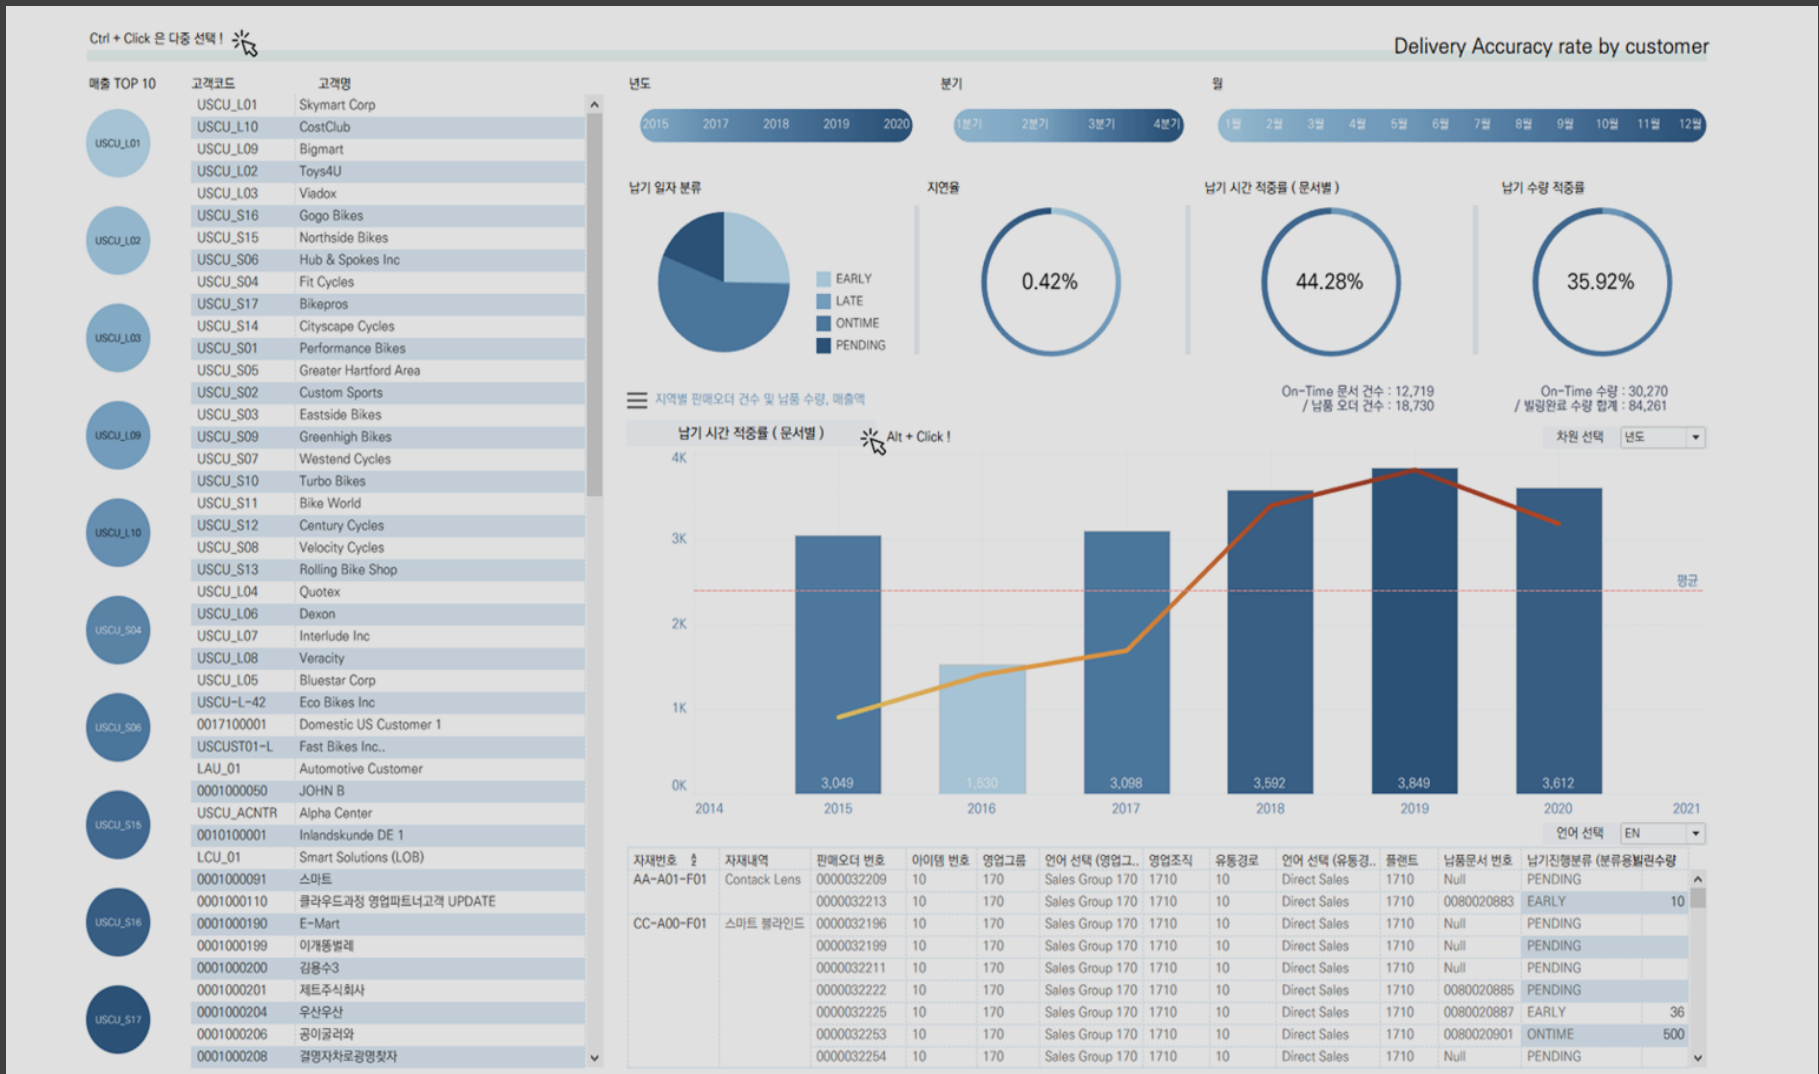 Ctrl + Click 은 다중 선택 !
Delivery Accuracy rate by customer
매출 TOP 10
USCU_L01
USCU_L02
USCU_L03
USCU_L09
USCU_L10
USCU_S04
USCU_S06
USCU_S15
USCU_S16
USCU_S17
고객코드 고객명
USCU_L01 Skymart Corp
USCU_L10 CostClub
USCU_L09 Bigmart
USCU_L02 Toys4U
USCU_L03 Viadox
USCU_S16 Gogo Bikes
USCU_S15 Northside Bikes
USCU_S06 Hub & Spokes Inc
USCU_S04 Fit Cycles
USCU_S17 Bikepros
USCU_S14 Cityscape Cycles
USCU_S01 Performance Bikes
USCU_S05 Greater Hartford Area
USCU_S02 Custom Sports
USCU_S03 Eastside Bikes
USCU_S09 Greenhigh Bikes
USCU_S07 Westend Cycles
USCU_S10 Turbo Bikes
USCU_S11 Bike World
USCU_S12 Century Cycles
USCU_S08 Velocity Cycles
USCU_S13 Rolling Bike Shop
USCU_L04 Quotex
USCU_L06 Dexon
USCU_L07 Interlude Inc
USCU_L08 Veracity
USCU_L05 Bluestar Corp
USCU-L-42 Eco Bikes Inc
0017100001 Domestic US Customer 1
USCUST01-L Fast Bikes Inc..
LAU_01 Automotive Customer
0001000050 JOHN B
USCU_ACNTR Alpha Center
0010100001 Inlandskunde DE 1
LCU_01 Smart Solutions (LOB)
0001000091 스마트
0001000110 클라우드과정 영업파트너고객 UPDATE
0001000190 E-Mart
0001000199 이개똥벌레
0001000200 김용수3
0001000201 제트주식회사
0001000204 우산우산
0001000206 공이굴러와
0001000208 결명자차로광명찾자
년도
2015 2017 2018 2019 2020
분기
1분기 2분기 3분기 4분기
월
1월 2월 3월 4월 5월 6월 7월 8월 9월 10월 11월 12월
납기 일자 분류
EARLY
LATE
ONTIME
PENDING
지연율
0.42%
납기 시간 적중률 ( 문서별 )
44.28%
On-Time 문서 건수 : 12,719
/ 납품 오더 건수 : 18,730
납기 수량 적중률
35.92%
On-Time 수량 : 30,270
/ 빌링완료 수량 합계 : 84,261
지역별 판매오더 건수 및 납품 수량, 매출액
납기 시간 적중률 ( 문서별 )
Alt + Click !
차원 선택 년도
4K
3K
2K
1K
0K
평균
3,049 1,530 3,098 3,592 3,849 3,612
2014 2015 2016 2017 2018 2019 2020 2021
언어 선택 EN
자재번호 자재내역 판매오더 번호 아이템 번호 영업그룹 언어 선택 (영업그.. 영업조직 유통경로 언어 선택 (유통경.. 플랜트 납품문서 번호 납기진행분류 (분류용 빌린수량
AA-A01-F01 Contack Lens 0000032209 10 170 Sales Group 170 1710 10 Direct Sales 1710 Null PENDING
0000032213 10 170 Sales Group 170 1710 10 Direct Sales 1710 0080020883 EARLY 10
CC-A00-F01 스마트 블라인드 0000032196 10 170 Sales Group 170 1710 10 Direct Sales 1710 Null PENDING
0000032199 10 170 Sales Group 170 1710 10 Direct Sales 1710 Null PENDING
0000032211 10 170 Sales Group 170 1710 10 Direct Sales 1710 Null PENDING
0000032222 10 170 Sales Group 170 1710 10 Direct Sales 1710 0080020885 PENDING
0000032225 10 170 Sales Group 170 1710 10 Direct Sales 1710 0080020887 EARLY 36
0000032253 10 170 Sales Group 170 1710 10 Direct Sales 1710 0080020901 ONTIME 500
0000032254 10 170 Sales Group 170 1710 10 Direct Sales 1710 Null PENDING